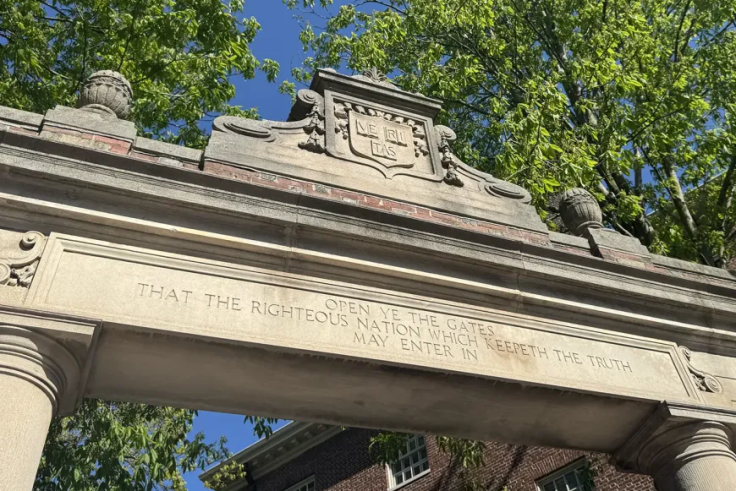 VE RI
TAS
OPEN YE THE GATES
THAT THE RIGHTEOUS NATION WHICH KEEPETH THE TRUTH
MAY ENTER IN